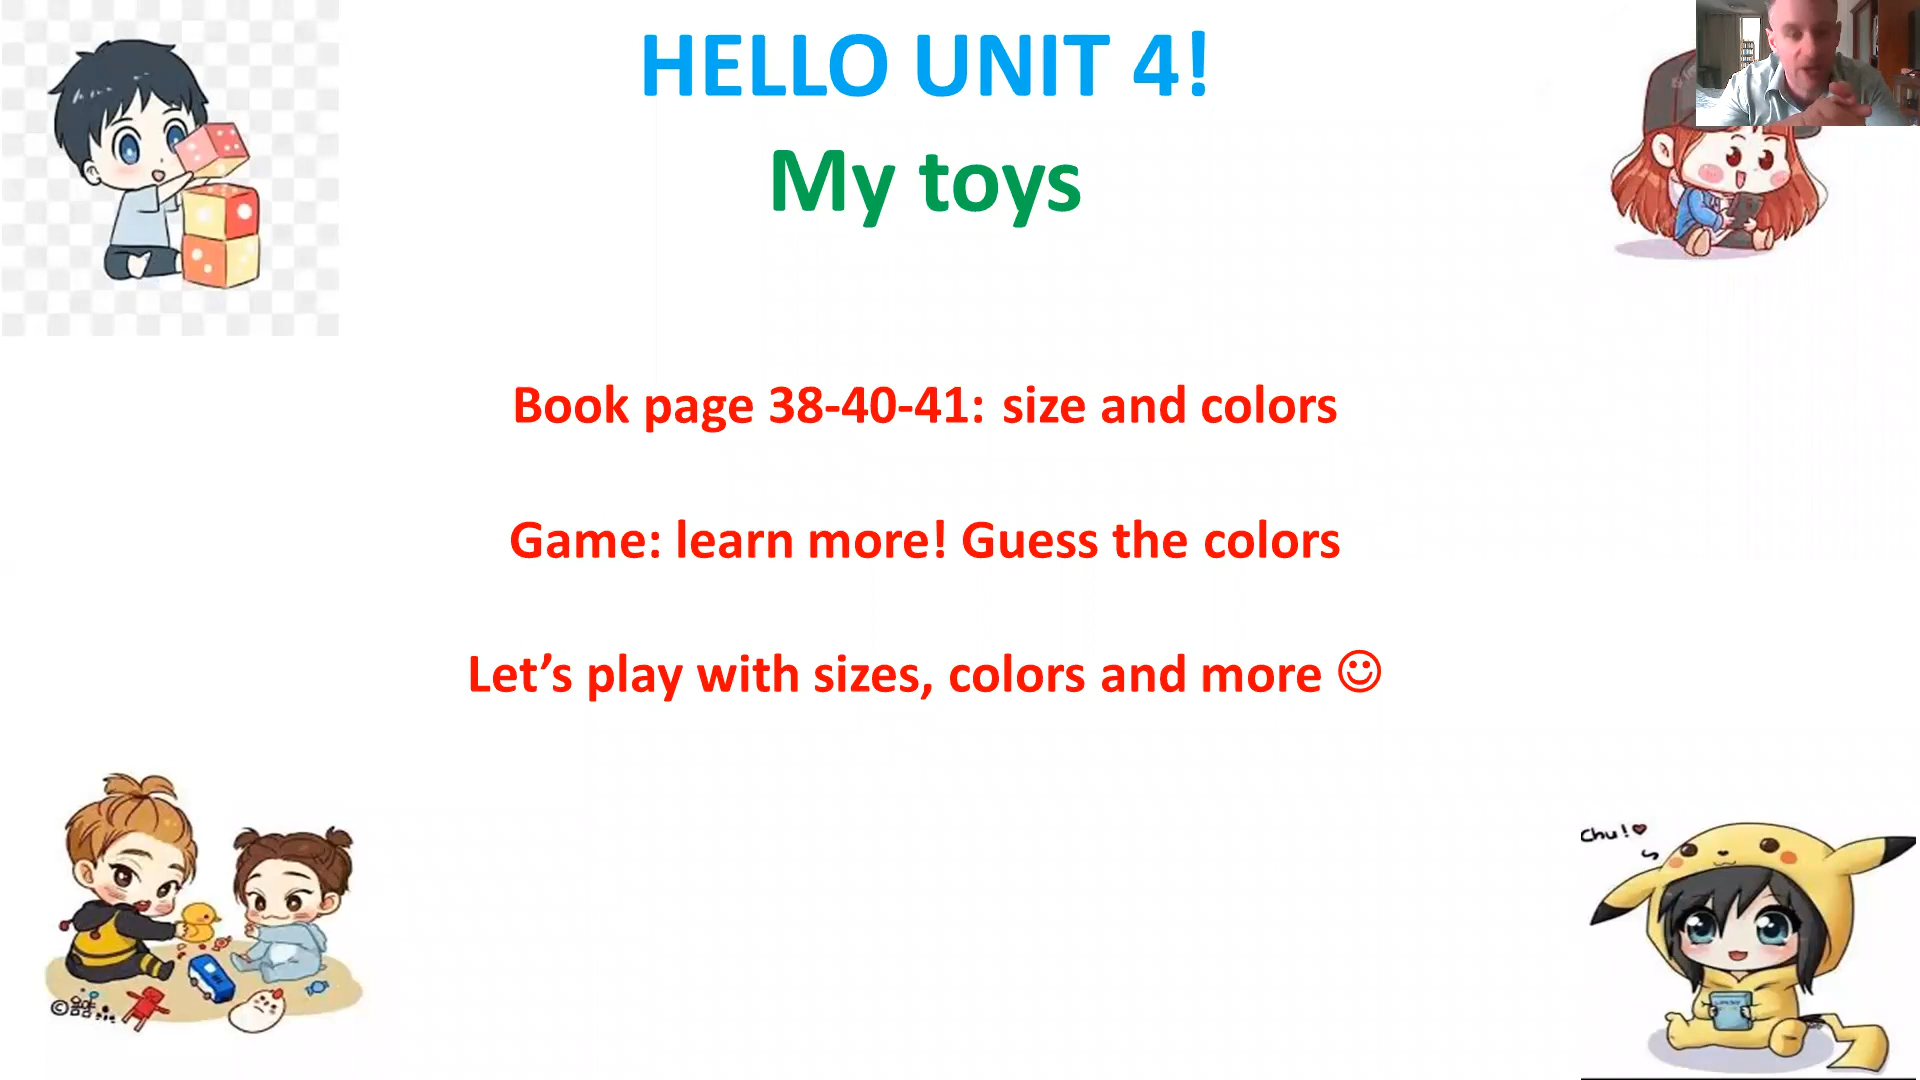 HELLO UNIT 4!
My toys
Book page 38-40-41: size and colors
Game: learn more! Guess the colors
Let's play with sizes, colors and more ☺
chu!